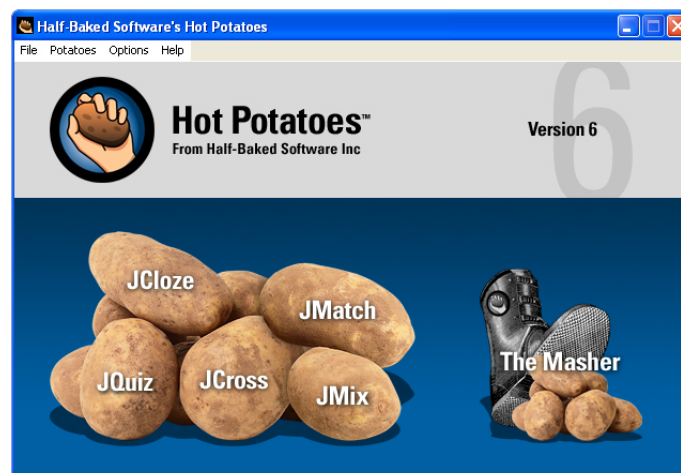 Half-Baked Software's Hot Potatoes
File Potatoes Options Help
Hot Potatoes™
From Half-Baked Software Inc
Version 6
6
JCloze
JMatch
JQuiz
JCross
JMix
The Masher